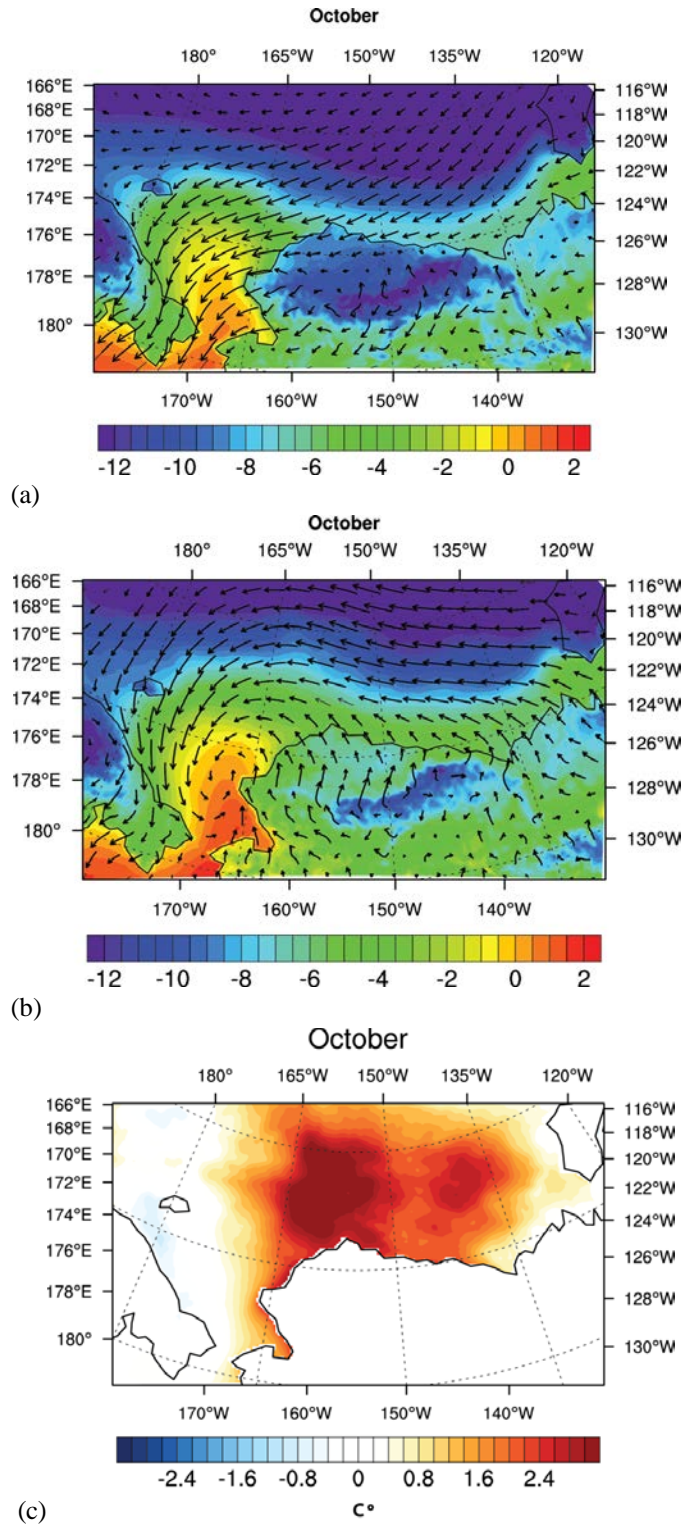 October
180° 165°W 150°W 135°W 120°W
166°E 116°W
168°E 118°W
170°E 120°W
172°E 122°W
174°E 124°W
176°E 126°W
178°E 128°W
180° 130°W
170°W 160°W 150°W 140°W
-12 -10 -8 -6 -4 -2 0 2
(a)
October
180° 165°W 150°W 135°W 120°W
166°E 116°W
168°E 118°W
170°E 120°W
172°E 122°W
174°E 124°W
176°E 126°W
178°E 128°W
180° 130°W
170°W 160°W 150°W 140°W
-12 -10 -8 -6 -4 -2 0 2
(b)
October
180° 165°W 150°W 135°W 120°W
166°E 116°W
168°E 118°W
170°E 120°W
172°E 122°W
174°E 124°W
176°E 126°W
178°E 128°W
180° 130°W
170°W 160°W 150°W 140°W
-2.4 -1.6 -0.8 0 0.8 1.6 2.4
(c) C°